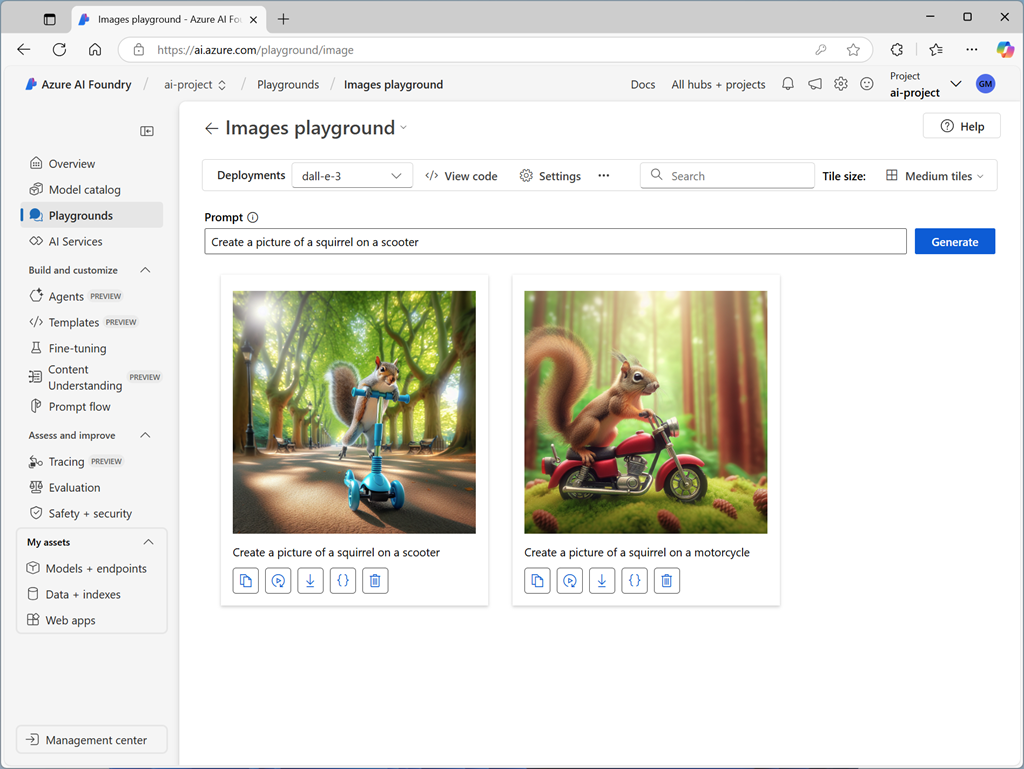 Images playground - Azure AI Fo
https://ai.azure.com/playground/image
Azure AI Foundry / ai-project / Playgrounds / Images playground
Docs
All hubs + projects
Project
ai-project
GM
Images playground
Help
Overview
Model catalog
Playgrounds
AI Services
Build and customize
Agents PREVIEW
Templates PREVIEW
Fine-tuning
Content
Understanding
PREVIEW
Prompt flow
Assess and improve
Tracing PREVIEW
Evaluation
Safety + security
My assets
Models + endpoints
Data + indexes
Web apps
Management center
Deployments dall-e-3 View code Settings Search Tile size: Medium tiles
Prompt
Create a picture of a squirrel on a scooter
Generate
Create a picture of a squirrel on a scooter
Create a picture of a squirrel on a motorcycle